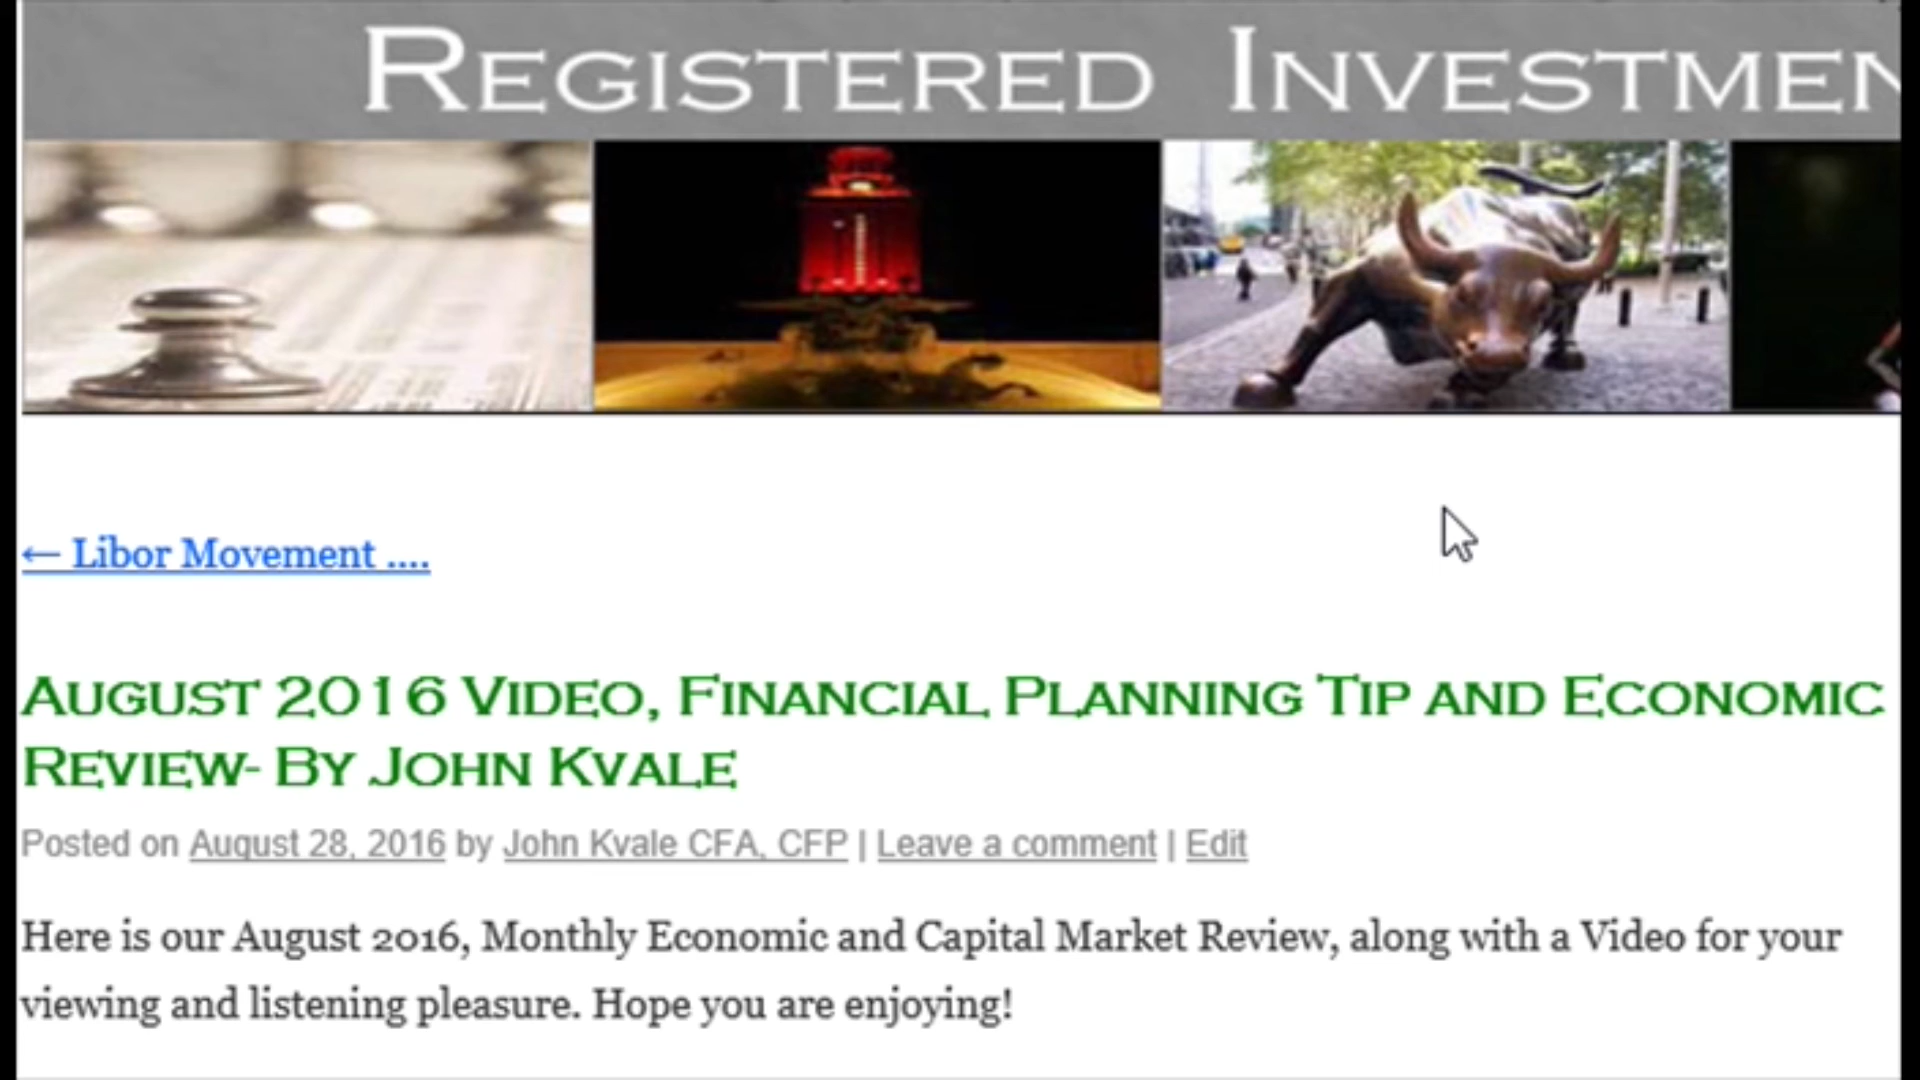 REGISTERED INVESTMEN
← Libor Movement ....
AUGUST 2016 VIDEO, FINANCIAL PLANNING TIP AND ECONOMIC
REVIEW- BY JOHN KVALE
Posted on August 28, 2016 by John Kvale CFA, CFP | Leave a comment | Edit
Here is our August 2016, Monthly Economic and Capital Market Review, along with a Video for your
viewing and listening pleasure. Hope you are enjoying!